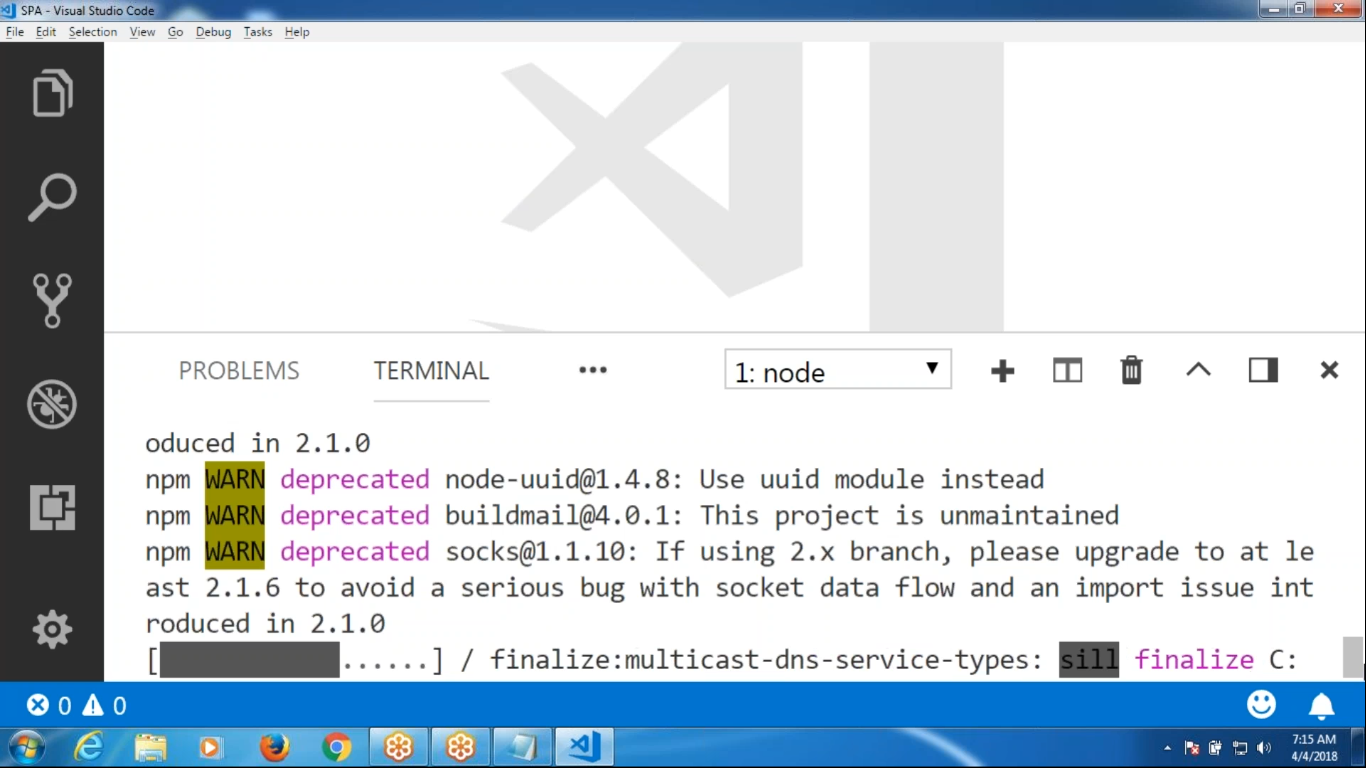 SPA - Visual Studio Code
File Edit Selection View Go Debug Tasks Help
PROBLEMS TERMINAL ••• 1: node
oduced in 2.1.0
npm WARN deprecated node-uuid@1.4.8: Use uuid module instead
npm WARN deprecated buildmail@4.0.1: This project is unmaintained
npm WARN deprecated socks@1.1.10: If using 2.x branch, please upgrade to at le
ast 2.1.6 to avoid a serious bug with socket data flow and an import issue int
roduced in 2.1.0
[ ......] / finalize:multicast-dns-service-types: sill finalize C:
0 0
7:15 AM
4/4/2018